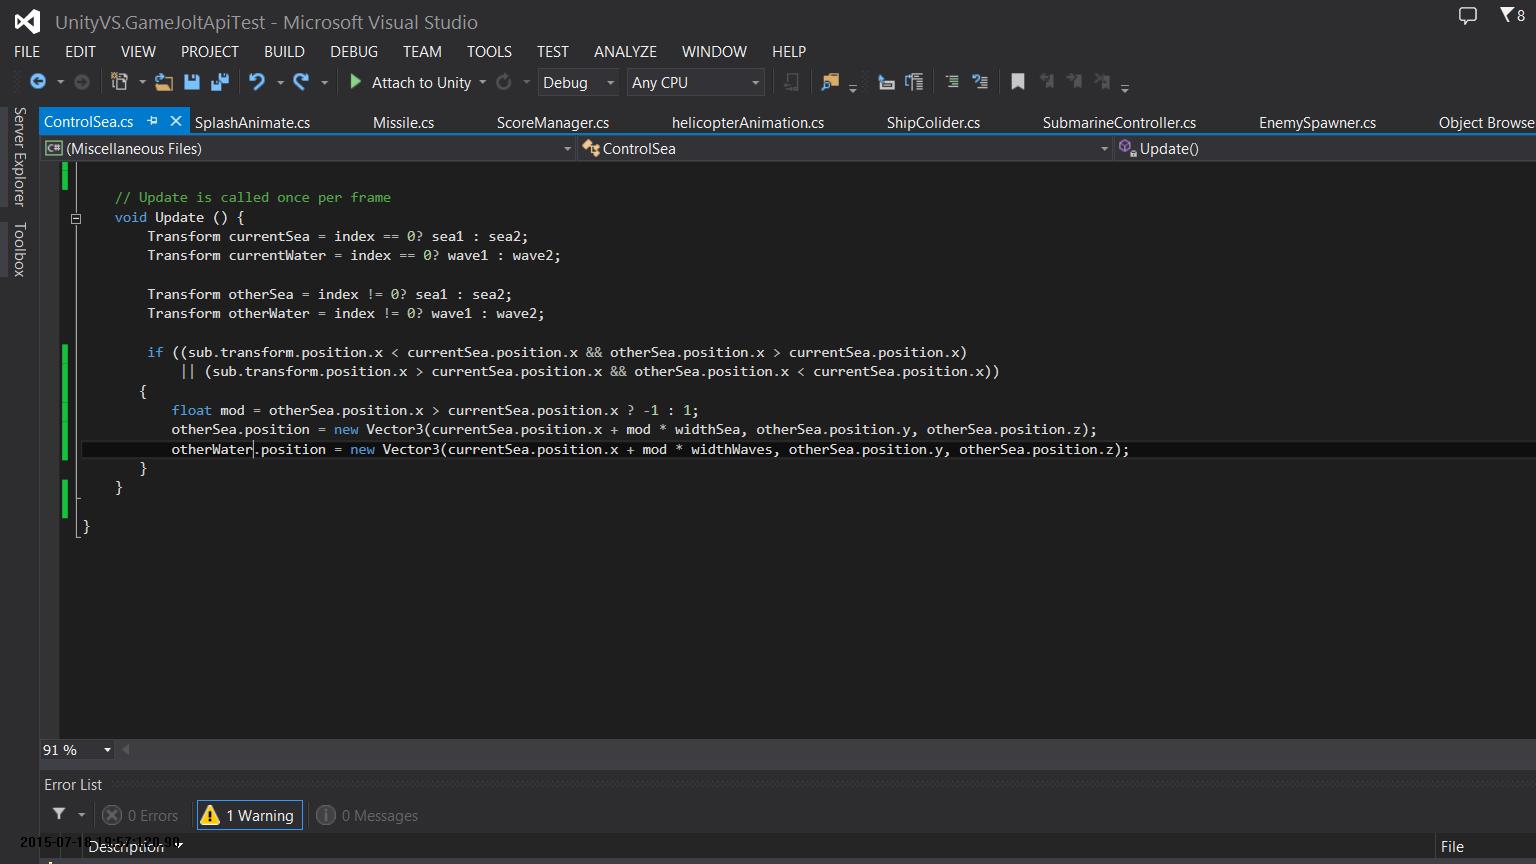 UnityVS.GameJoltApiTest - Microsoft Visual Studio
8
FILE EDIT VIEW PROJECT BUILD DEBUG TEAM TOOLS TEST ANALYZE WINDOW HELP
Attach to Unity Debug Any CPU
Server Explorer
Toolbox
ControlSea.cs SplashAnimate.cs Missile.cs ScoreManager.cs helicopterAnimation.cs ShipColider.cs SubmarineController.cs EnemySpawner.cs Object Browse
C# (Miscellaneous Files) ControlSea Update()
// Update is called once per frame
void Update () {
Transform currentSea = index == 0? sea1 : sea2;
Transform currentWater = index == 0? wave1 : wave2;
Transform otherSea = index != 0? sea1 : sea2;
Transform otherWater = index != 0? wave1 : wave2;
if ((sub.transform.position.x < currentSea.position.x && otherSea.position.x > currentSea.position.x)
|| (sub.transform.position.x > currentSea.position.x && otherSea.position.x < currentSea.position.x))
{
float mod = otherSea.position.x > currentSea.position.x ? -1 : 1;
otherSea.position = new Vector3(currentSea.position.x + mod * widthSea, otherSea.position.y, otherSea.position.z);
otherWater.position = new Vector3(currentSea.position.x + mod * widthWaves, otherSea.position.y, otherSea.position.z);
}
}
}
91 %
Error List
0 Errors 1 Warning 0 Messages
Description File